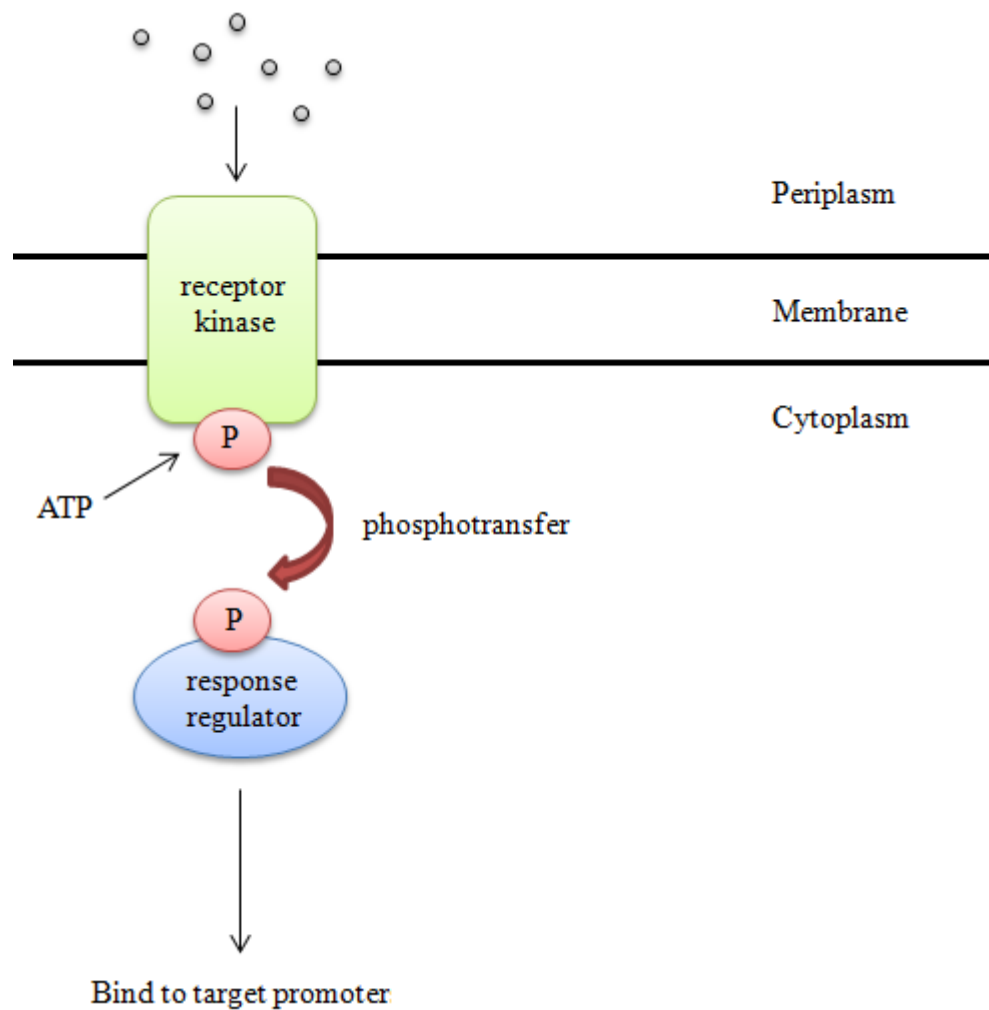 Periplasm
receptor
kinase
Membrane
Cytoplasm
P
ATP
phosphotransfer
P
response
regulator
Bind to target promoter